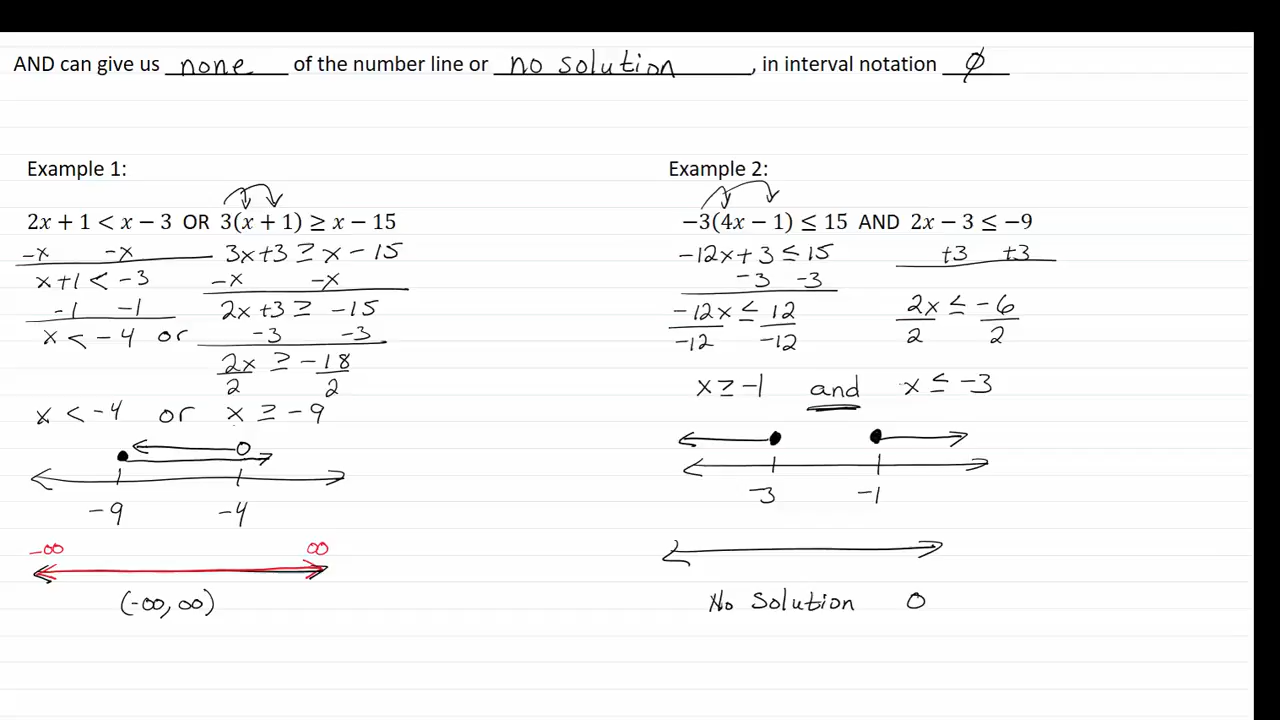 AND can give us none of the number line or no solution, in interval notation ∅
Example 1:
2x + 1 < x − 3 OR 3(x + 1) ≥ x − 15
-x -x 3x+3 ≥ x - 15
x+1 < -3 -x -x
-1 -1 2x+3 ≥ -15
x < -4 or -3 -3
2x ≥ -18
2 2
x < -4 or x ≥ -9
-9 -4
-∞ ∞
(-∞, ∞)
Example 2:
−3(4x − 1) ≤ 15 AND 2x − 3 ≤ −9
-12x+3 ≤ 15 +3 +3
-3 -3
-12x ≤ 12 2x ≤ -6
-12 -12 2 2
x ≥ -1 and x ≤ -3
-3 -1
No Solution 0